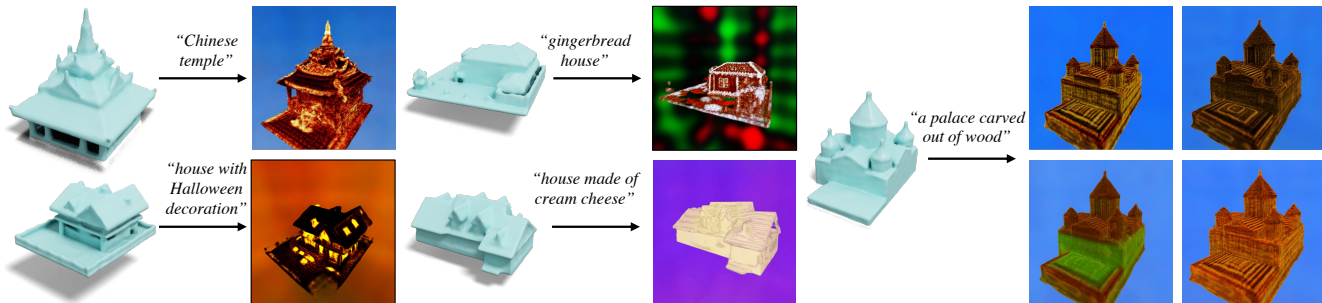 “Chinese
temple”
“gingerbread
house”
“a palace carved
out of wood”
“house with
Halloween
decoration”
“house made of
cream cheese”